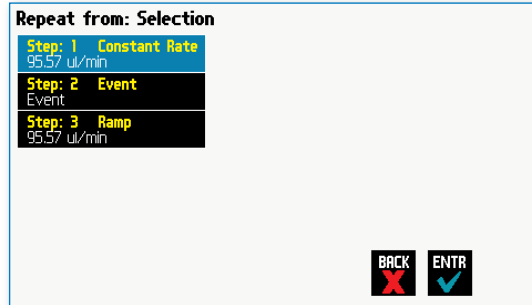 Repeat from: Selection
Step: 1 Constant Rate
95.57 ul/min
Step: 2 Event
Event
Step: 3 Ramp
95.57 ul/min
BACK ENTR